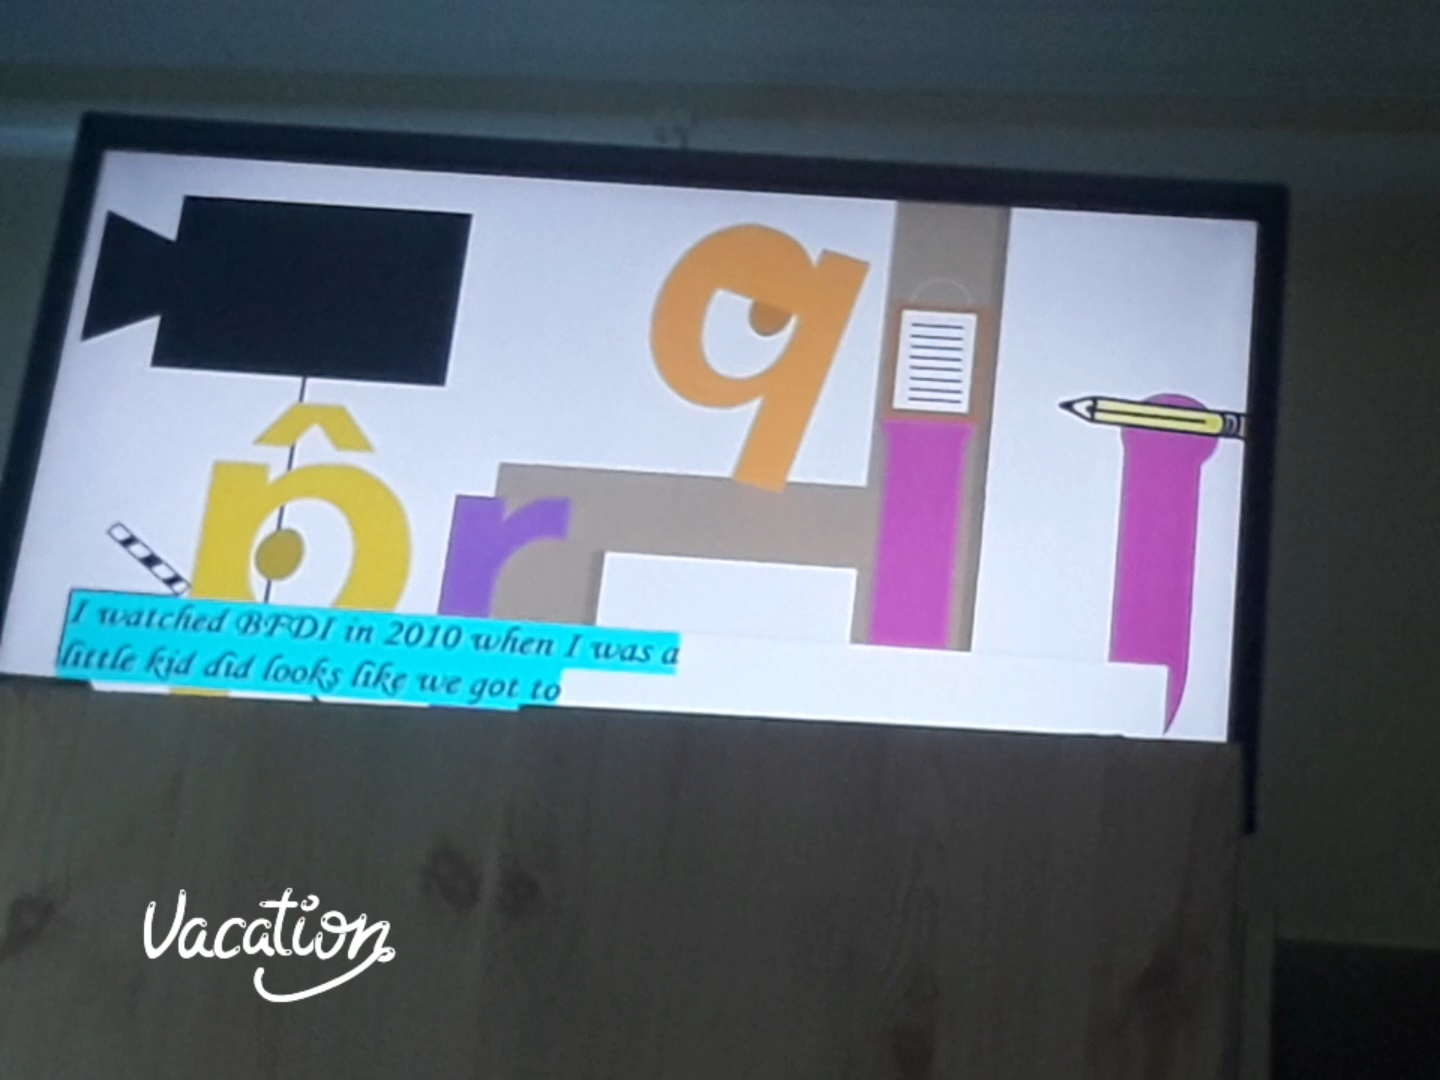 q
p̂ r
I watched BFDI in 2010 when I was a
little kid did looks like we got to
Vacation